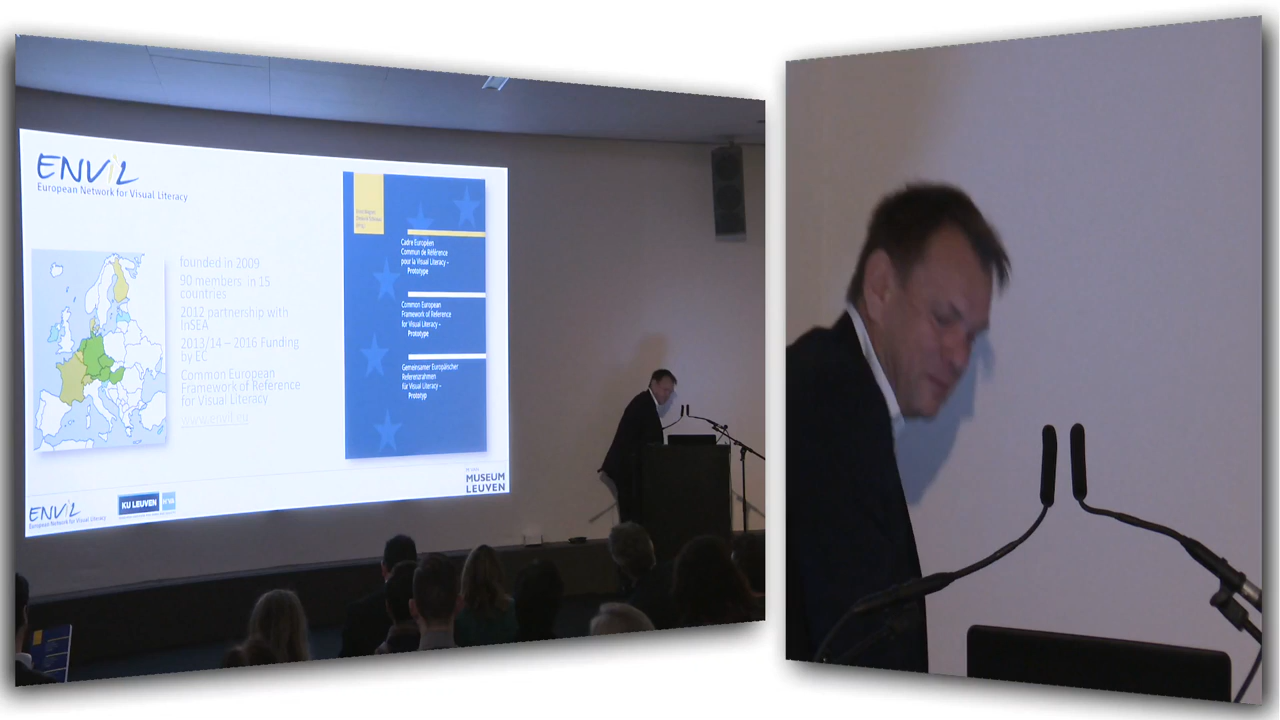 ENViL
European Network for Visual Literacy
founded in 2009
90 members in 15
countries
2012 partnership with
InSEA
2013/14 – 2016 Funding
by EC
Common European
Framework of Reference
for Visual Literacy
www.envil.eu
Cadre Européen
Commun de Référence
pour la Visual Literacy –
Prototype
Common European
Framework of Reference
for Visual Literacy –
Prototype
Gemeinsamer Europäischer
Referenzrahmen
für Visual Literacy –
Prototyp
ENViL
European Network for Visual Literacy
KU LEUVEN
MUSEUM
LEUVEN